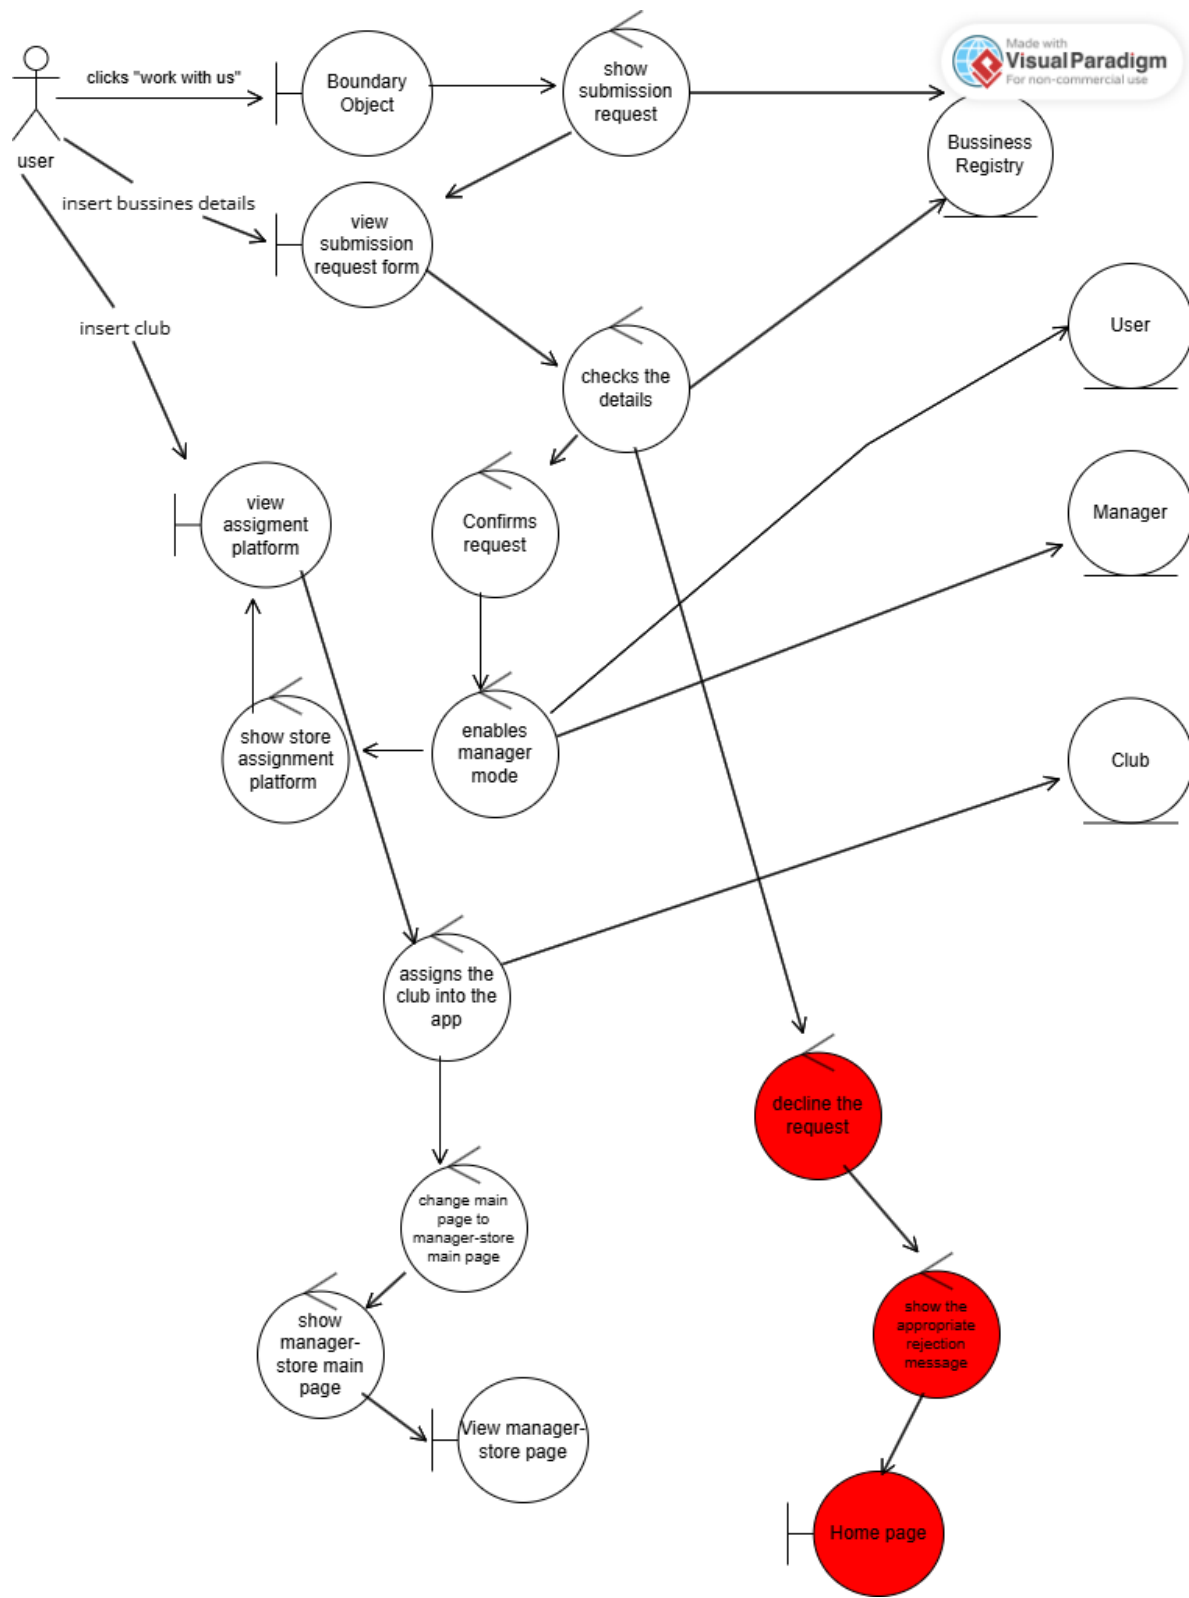 Made with
Visual Paradigm
For non-commercial use
clicks "work with us"
Boundary
Object
show
submission
request
Bussiness
Registry
user
insert bussines details
view
submission
request form
User
insert club
checks the
details
view
assigment
platform
Confirms
request
Manager
show store
assignment
platform
enables
manager
mode
Club
assigns the
club into the
app
decline the
request
change main
page to
manager-store
main page
show
manager-
store main
page
show the
appropriate
rejection
message
View manager-
store page
Home page